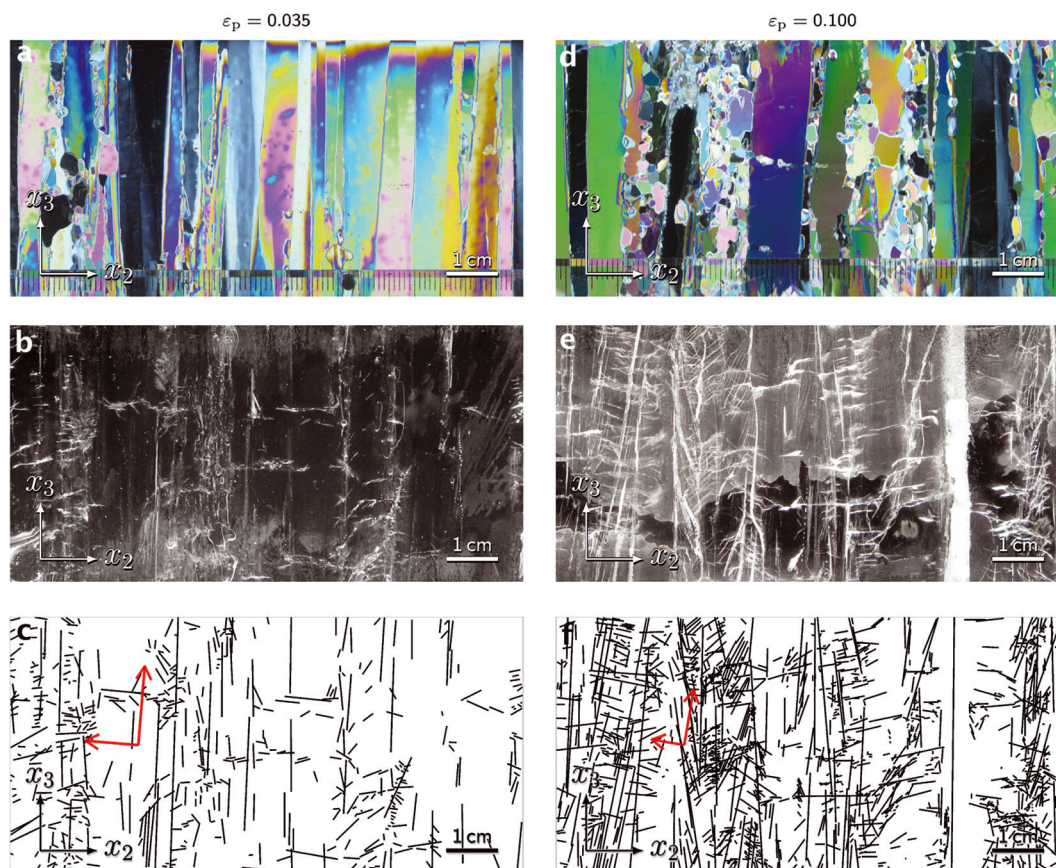 εp = 0.035
εp = 0.100
a
x3
x2
1 cm
d
x3
x2
1 cm
b
x3
x2
1 cm
e
x3
x2
1 cm
c
x3
x2
1 cm
f
x3
x2
1 cm